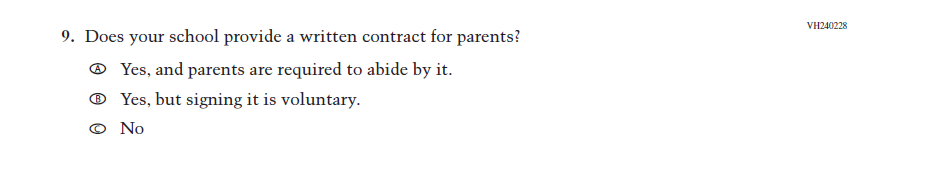 VH240228
9. Does your school provide a written contract for parents?
A Yes, and parents are required to abide by it.
B Yes, but signing it is voluntary.
C No